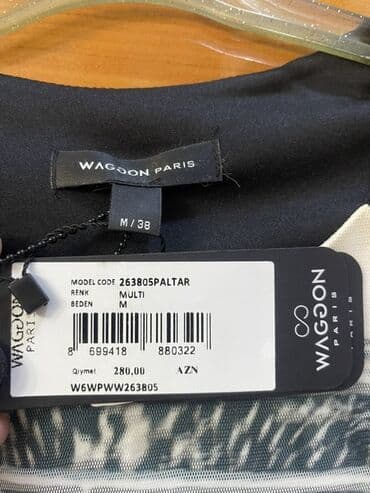 WAGGON PARIS
M / 38
MODEL CODE 263805PALTAR
RENK MULTI
BEDEN M
8 699418 880322
Qiymət 280,00 AZN
W6WPWW263805
WAGGON
PARIS
WAGGON
PARIS
PARIS